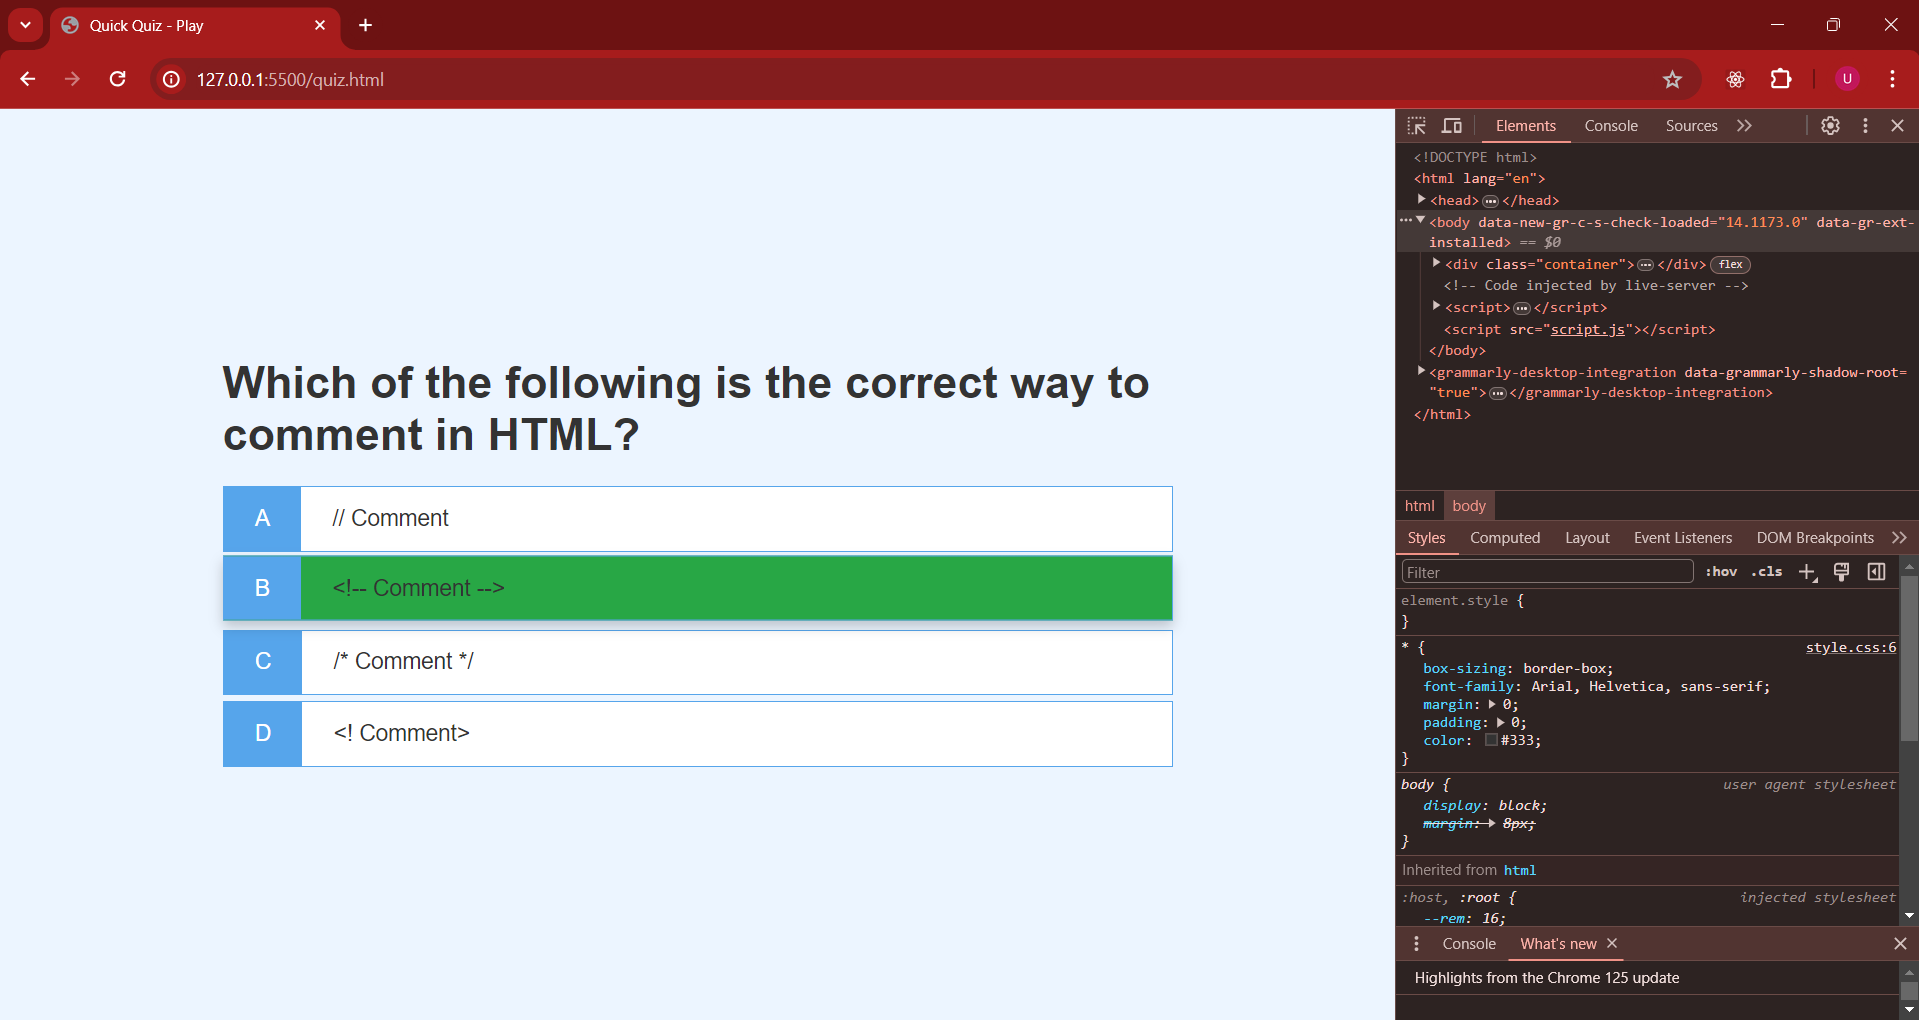 Quick Quiz - Play
127.0.0.1:5500/quiz.html
U
Which of the following is the correct way to
comment in HTML?
A
// Comment
B
<!-- Comment -->
C
/* Comment */
D
<! Comment>
Elements Console Sources
<!DOCTYPE html>
<html lang="en">
<head> … </head>
<body data-new-gr-c-s-check-loaded="14.1173.0" data-gr-ext-
installed> == $0
<div class="container"> … </div> flex
<!-- Code injected by live-server -->
<script> … </script>
<script src="script.js"></script>
</body>
<grammarly-desktop-integration data-grammarly-shadow-root=
"true"> … </grammarly-desktop-integration>
</html>
html body
Styles Computed Layout Event Listeners DOM Breakpoints
Filter :hov .cls
element.style {
}
* { style.css:6
box-sizing: border-box;
font-family: Arial, Helvetica, sans-serif;
margin: 0;
padding: 0;
color: #333;
}
body { user agent stylesheet
display: block;
margin: 8px;
}
Inherited from html
:host, :root { injected stylesheet
--rem: 16;
Console What's new
Highlights from the Chrome 125 update